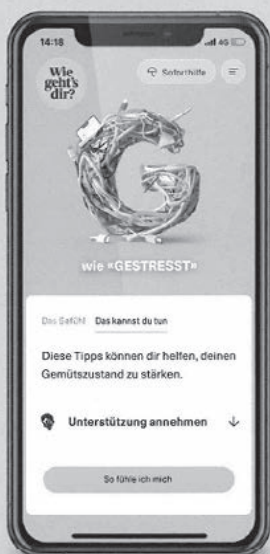 14:18
4G
Wie
geht's
dir?
Soforthilfe
G
wie «GESTRESST»
Das Gefühl Das kannst du tun
Diese Tipps können dir helfen, deinen
Gemütszustand zu stärken.
Unterstützung annehmen
So fühle ich mich